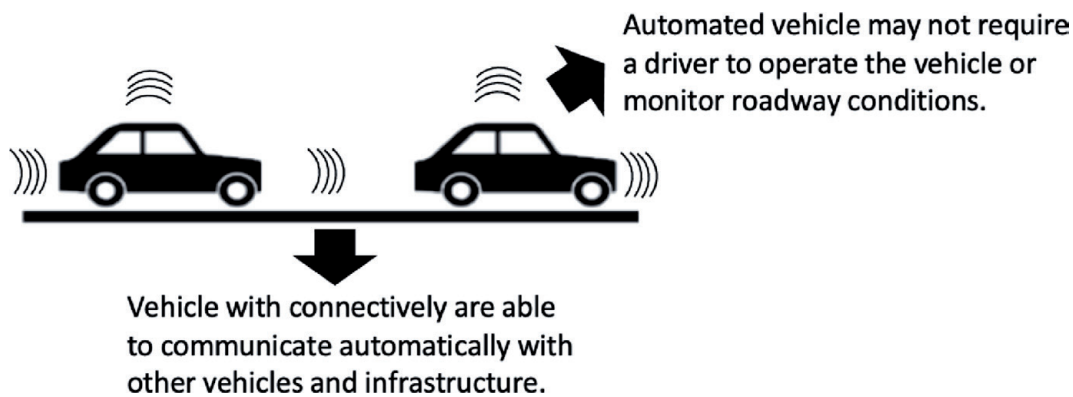 Automated vehicle may not require
a driver to operate the vehicle or
monitor roadway conditions.
Vehicle with connectively are able
to communicate automatically with
other vehicles and infrastructure.